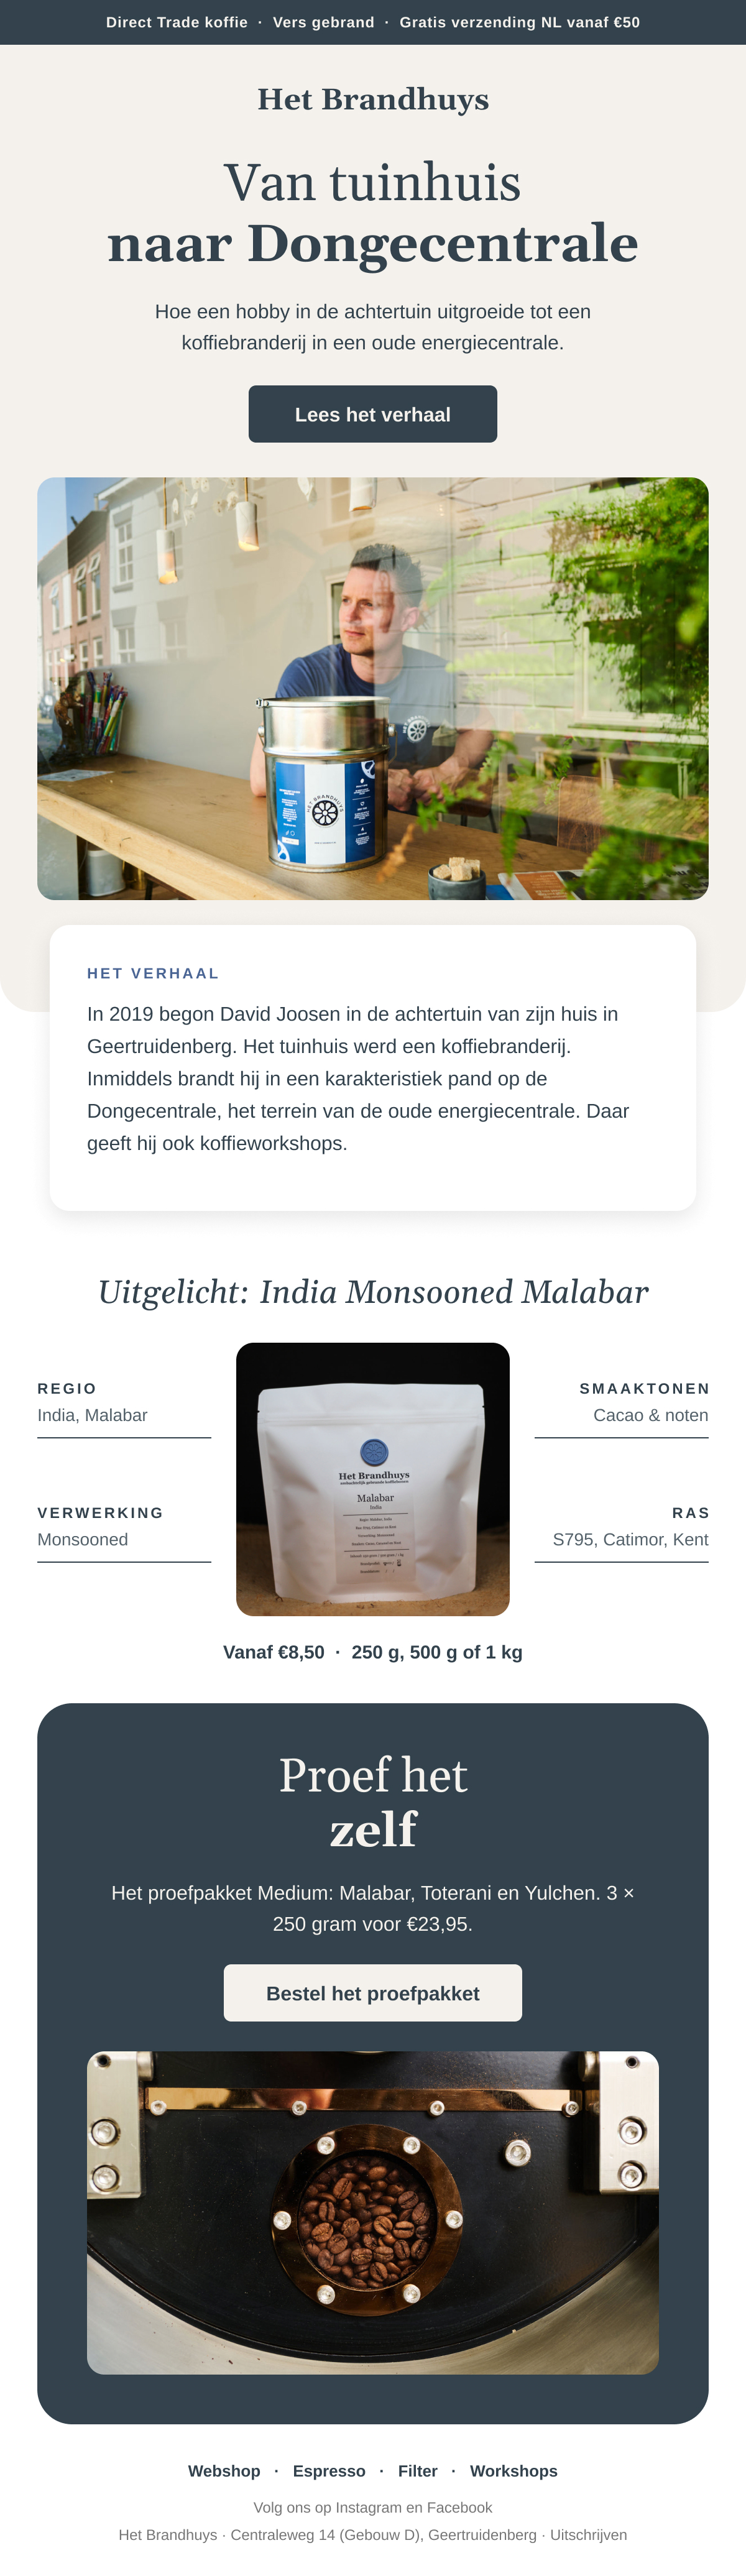 Direct Trade koffie · Vers gebrand · Gratis verzending NL vanaf €50
Het Brandhuys
Van tuinhuis
naar Dongecentrale
Hoe een hobby in de achtertuin uitgroeide tot een
koffiebranderij in een oude energiecentrale.
Lees het verhaal
HET BRANDHUYS
HET VERHAAL
In 2019 begon David Joosen in de achtertuin van zijn huis in
Geertruidenberg. Het tuinhuis werd een koffiebranderij.
Inmiddels brandt hij in een karakteristiek pand op de
Dongecentrale, het terrein van de oude energiecentrale. Daar
geeft hij ook koffieworkshops.
Uitgelicht: India Monsooned Malabar
REGIO
India, Malabar
VERWERKING
Monsooned
Het Brandhuys
Malabar
India
SMAAKTONEN
Cacao & noten
RAS
S795, Catimor, Kent
Vanaf €8,50 · 250 g, 500 g of 1 kg
Proef het
zelf
Het proefpakket Medium: Malabar, Toterani en Yulchen. 3 ×
250 gram voor €23,95.
Bestel het proefpakket
Webshop · Espresso · Filter · Workshops
Volg ons op Instagram en Facebook
Het Brandhuys · Centraleweg 14 (Gebouw D), Geertruidenberg · Uitschrijven